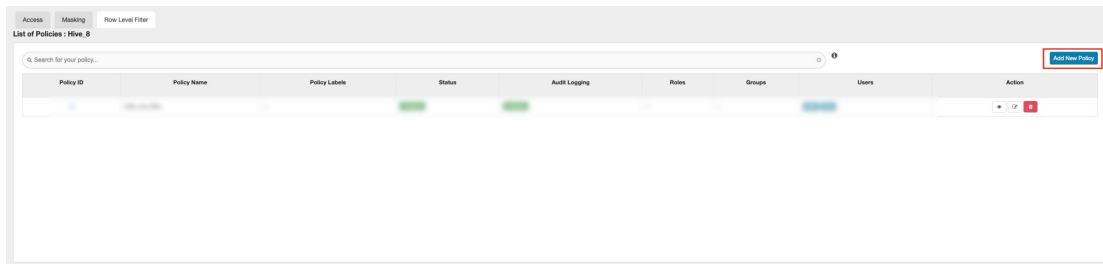 Access Masking Row Level Filter
List of Policies : Hive_8
Search for your policy...
Add New Policy
Policy ID Policy Name Policy Labels Status Audit Logging Roles Groups Users Action